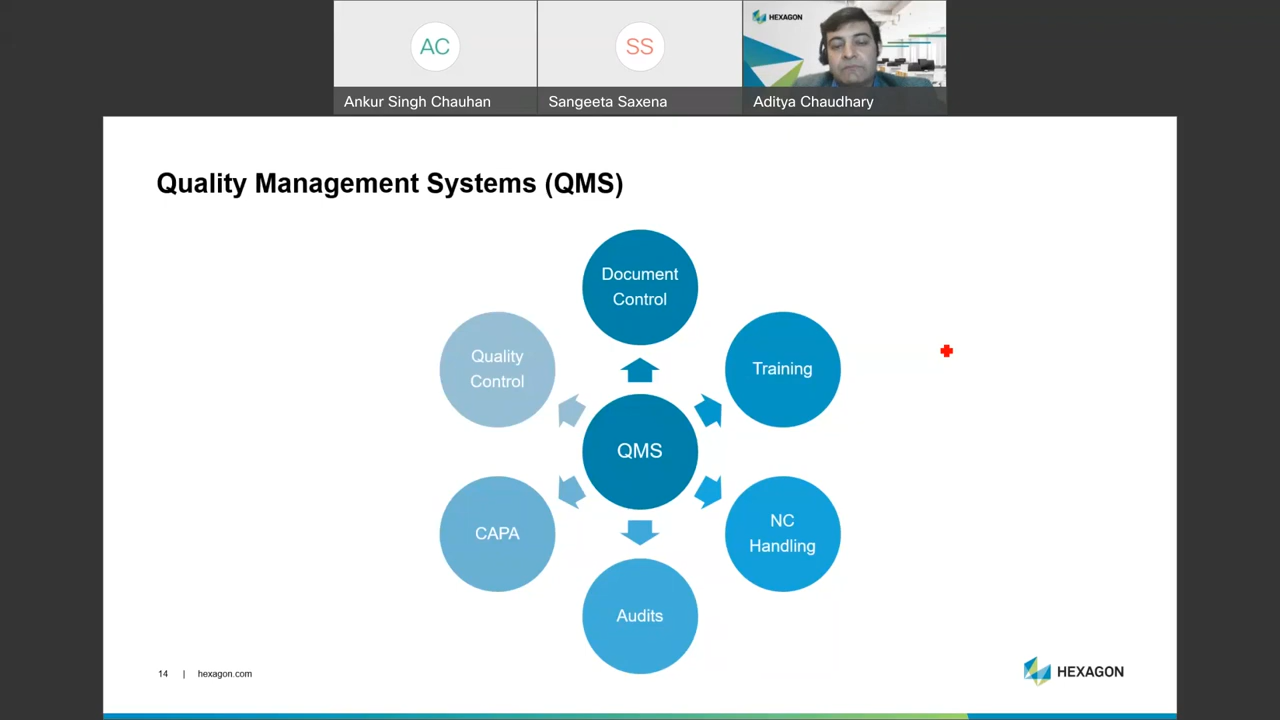 AC
SS
HEXAGON
Ankur Singh Chauhan
Sangeeta Saxena
Aditya Chaudhary
Quality Management Systems (QMS)
Document
Control
Quality
Control
Training
QMS
CAPA
NC
Handling
Audits
14 | hexagon.com
HEXAGON